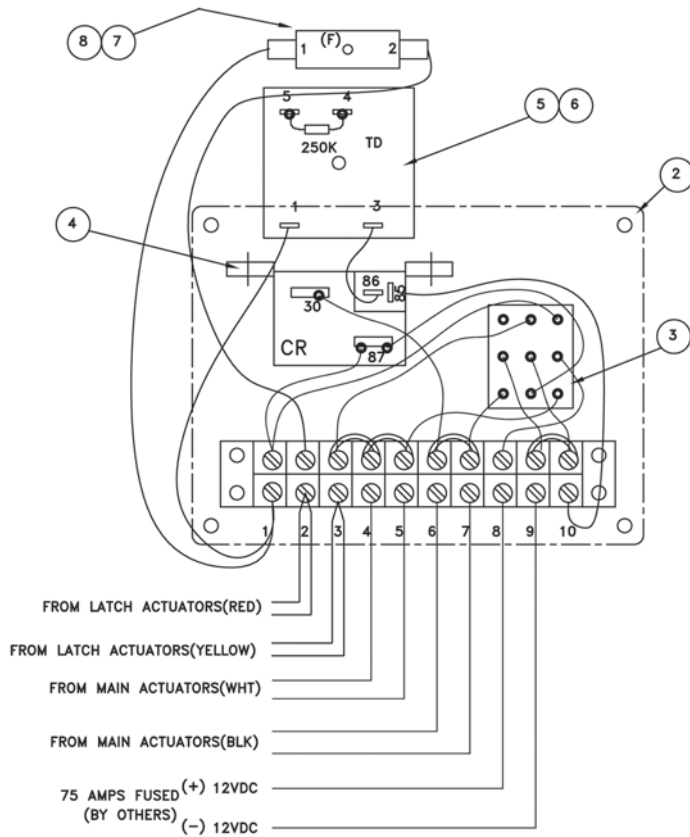 8 7
1 (F) 2
5 4
TD
250K
5 6
1 3
2
4
86
85
30
CR
87
3
1 2 3 4 5 6 7 8 9 10
FROM LATCH ACTUATORS(RED)
FROM LATCH ACTUATORS(YELLOW)
FROM MAIN ACTUATORS(WHT)
FROM MAIN ACTUATORS(BLK)
(+) 12VDC
75 AMPS FUSED
(BY OTHERS)
(-) 12VDC